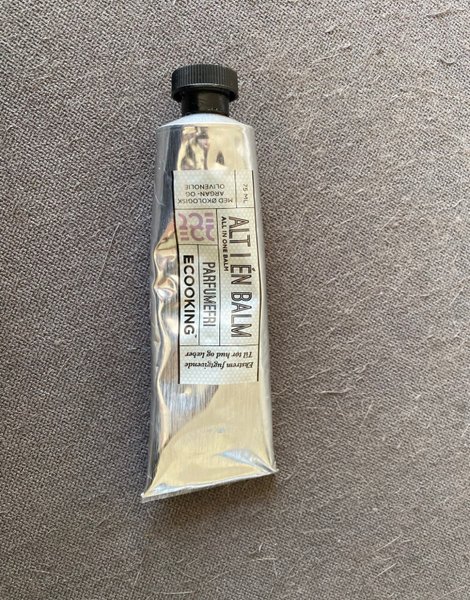 75 ML
MED ØKOLOGISK
ARGAN- OG
OLIVENOLIE
ALT I ÉN BALM
ALL IN ONE BALM
PARFUMEFRI
ECOOKING™
Ekstrem fugtgivende
Til tør hud og læber